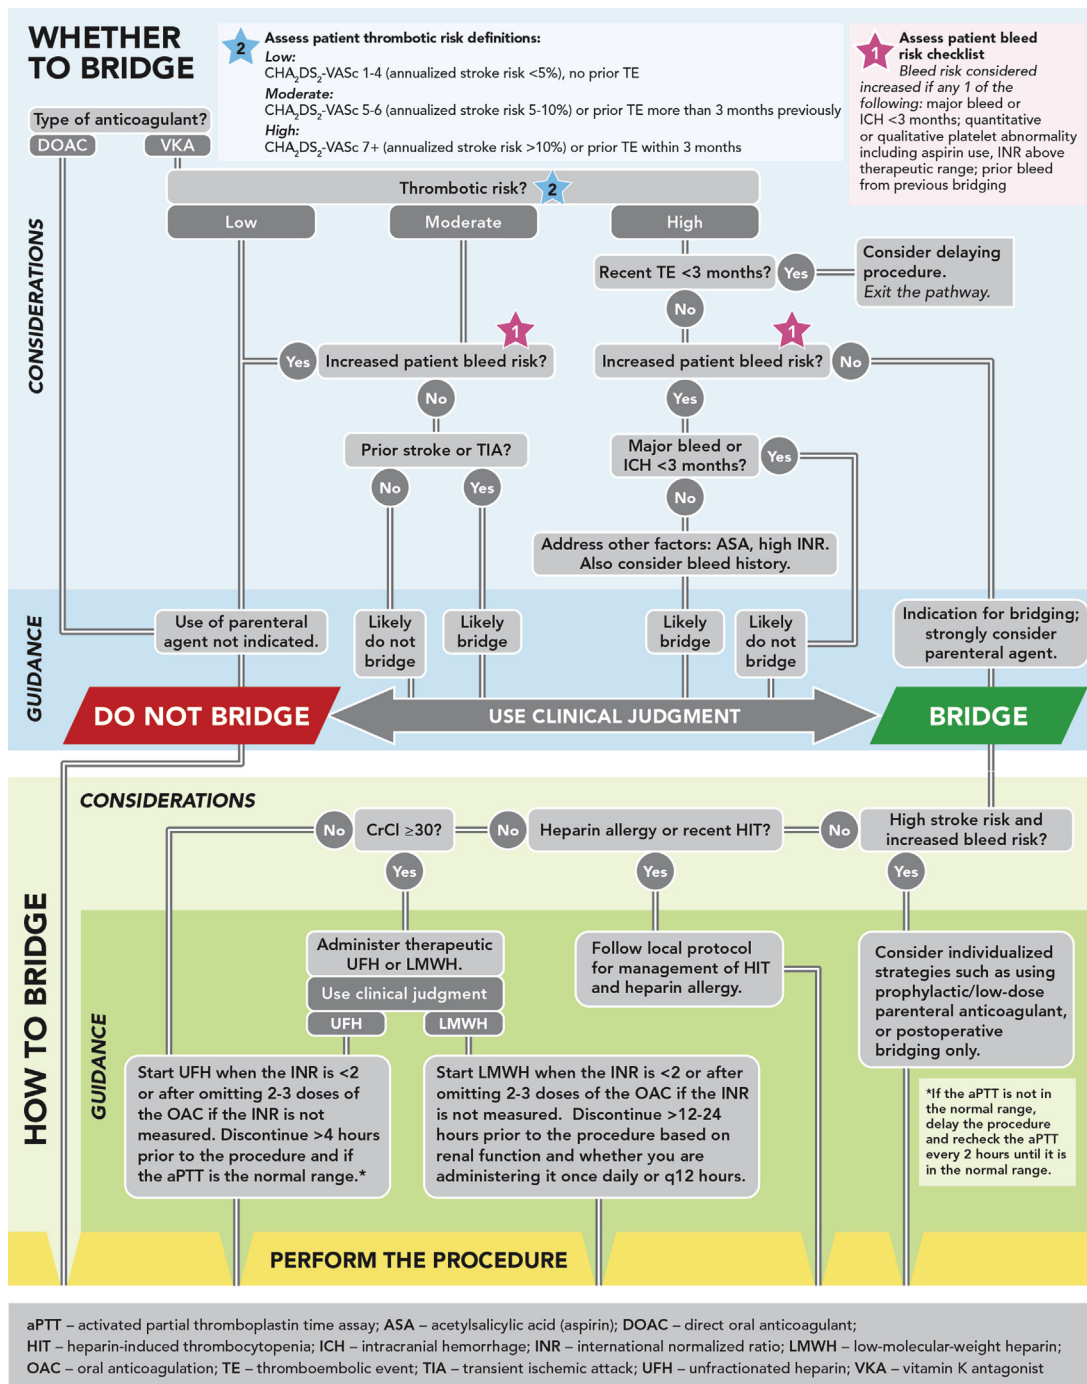 WHETHER
TO BRIDGE
2
Assess patient thrombotic risk definitions:
Low:
CHA2DS2-VASc 1-4 (annualized stroke risk <5%), no prior TE
Moderate:
CHA2DS2-VASc 5-6 (annualized stroke risk 5-10%) or prior TE more than 3 months previously
High:
CHA2DS2-VASc 7+ (annualized stroke risk >10%) or prior TE within 3 months
1
Assess patient bleed
risk checklist
Bleed risk considered
increased if any 1 of the
following: major bleed or
ICH <3 months; quantitative
or qualitative platelet abnormality
including aspirin use, INR above
therapeutic range; prior bleed
from previous bridging
Type of anticoagulant?
DOAC
VKA
CONSIDERATIONS
Thrombotic risk?
2
Low
Moderate
High
Recent TE <3 months?
Yes
Consider delaying
procedure.
Exit the pathway.
No
1
1
Yes
Increased patient bleed risk?
Increased patient bleed risk?
No
No
Yes
Prior stroke or TIA?
Major bleed or
ICH <3 months?
Yes
No
Yes
No
Address other factors: ASA, high INR.
Also consider bleed history.
GUIDANCE
Use of parenteral
agent not indicated.
Likely
do not
bridge
Likely
bridge
Likely
bridge
Likely
do not
bridge
Indication for bridging;
strongly consider
parenteral agent.
DO NOT BRIDGE
USE CLINICAL JUDGMENT
BRIDGE
HOW TO BRIDGE
CONSIDERATIONS
No
CrCl ≥30?
No
Heparin allergy or recent HIT?
No
High stroke risk and
increased bleed risk?
Yes
Yes
Yes
GUIDANCE
Administer therapeutic
UFH or LMWH.
Use clinical judgment
UFH
LMWH
Follow local protocol
for management of HIT
and heparin allergy.
Consider individualized
strategies such as using
prophylactic/low-dose
parenteral anticoagulant,
or postoperative
bridging only.
Start UFH when the INR is <2
or after omitting 2-3 doses of
the OAC if the INR is not
measured. Discontinue >4 hours
prior to the procedure and if
the aPTT is the normal range.*
Start LMWH when the INR is <2 or after
omitting 2-3 doses of the OAC if the INR
is not measured. Discontinue >12-24
hours prior to the procedure based on
renal function and whether you are
administering it once daily or q12 hours.
*If the aPTT is not in
the normal range,
delay the procedure
and recheck the aPTT
every 2 hours until it is
in the normal range.
PERFORM THE PROCEDURE
aPTT – activated partial thromboplastin time assay; ASA – acetylsalicylic acid (aspirin); DOAC – direct oral anticoagulant;
HIT – heparin-induced thrombocytopenia; ICH – intracranial hemorrhage; INR – international normalized ratio; LMWH – low-molecular-weight heparin;
OAC – oral anticoagulation; TE – thromboembolic event; TIA – transient ischemic attack; UFH – unfractionated heparin; VKA – vitamin K antagonist